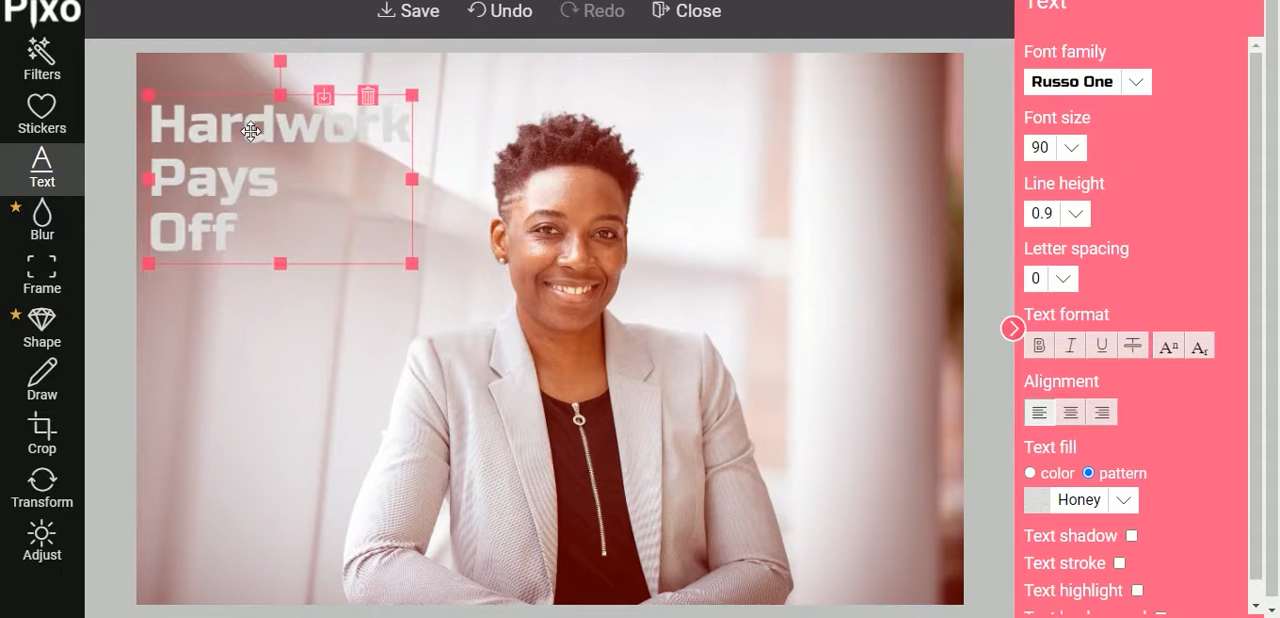 Pixo
Save
Undo
Redo
Close
Filters
Stickers
Text
Blur
Frame
Shape
Draw
Crop
Transform
Adjust
Hardwork
Pays
Off
Text
Font family
Russo One
Font size
90
Line height
0.9
Letter spacing
0
Text format
B I U T Aⁿ Aᵣ
Alignment
Text fill
color pattern
Honey
Text shadow
Text stroke
Text highlight